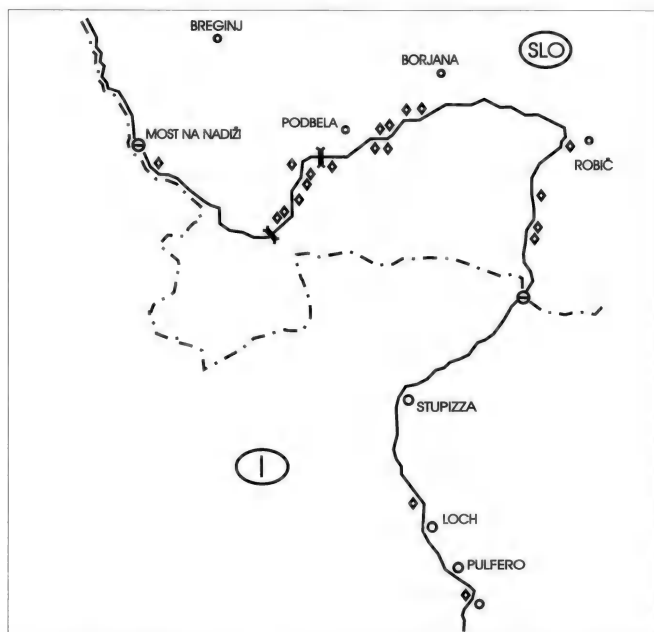 BREGINJ
SLO
BORJANA
PODBELA
MOST NA NADIŽI
ROBIČ
STUPIZZA
I
LOCH
PULFERO